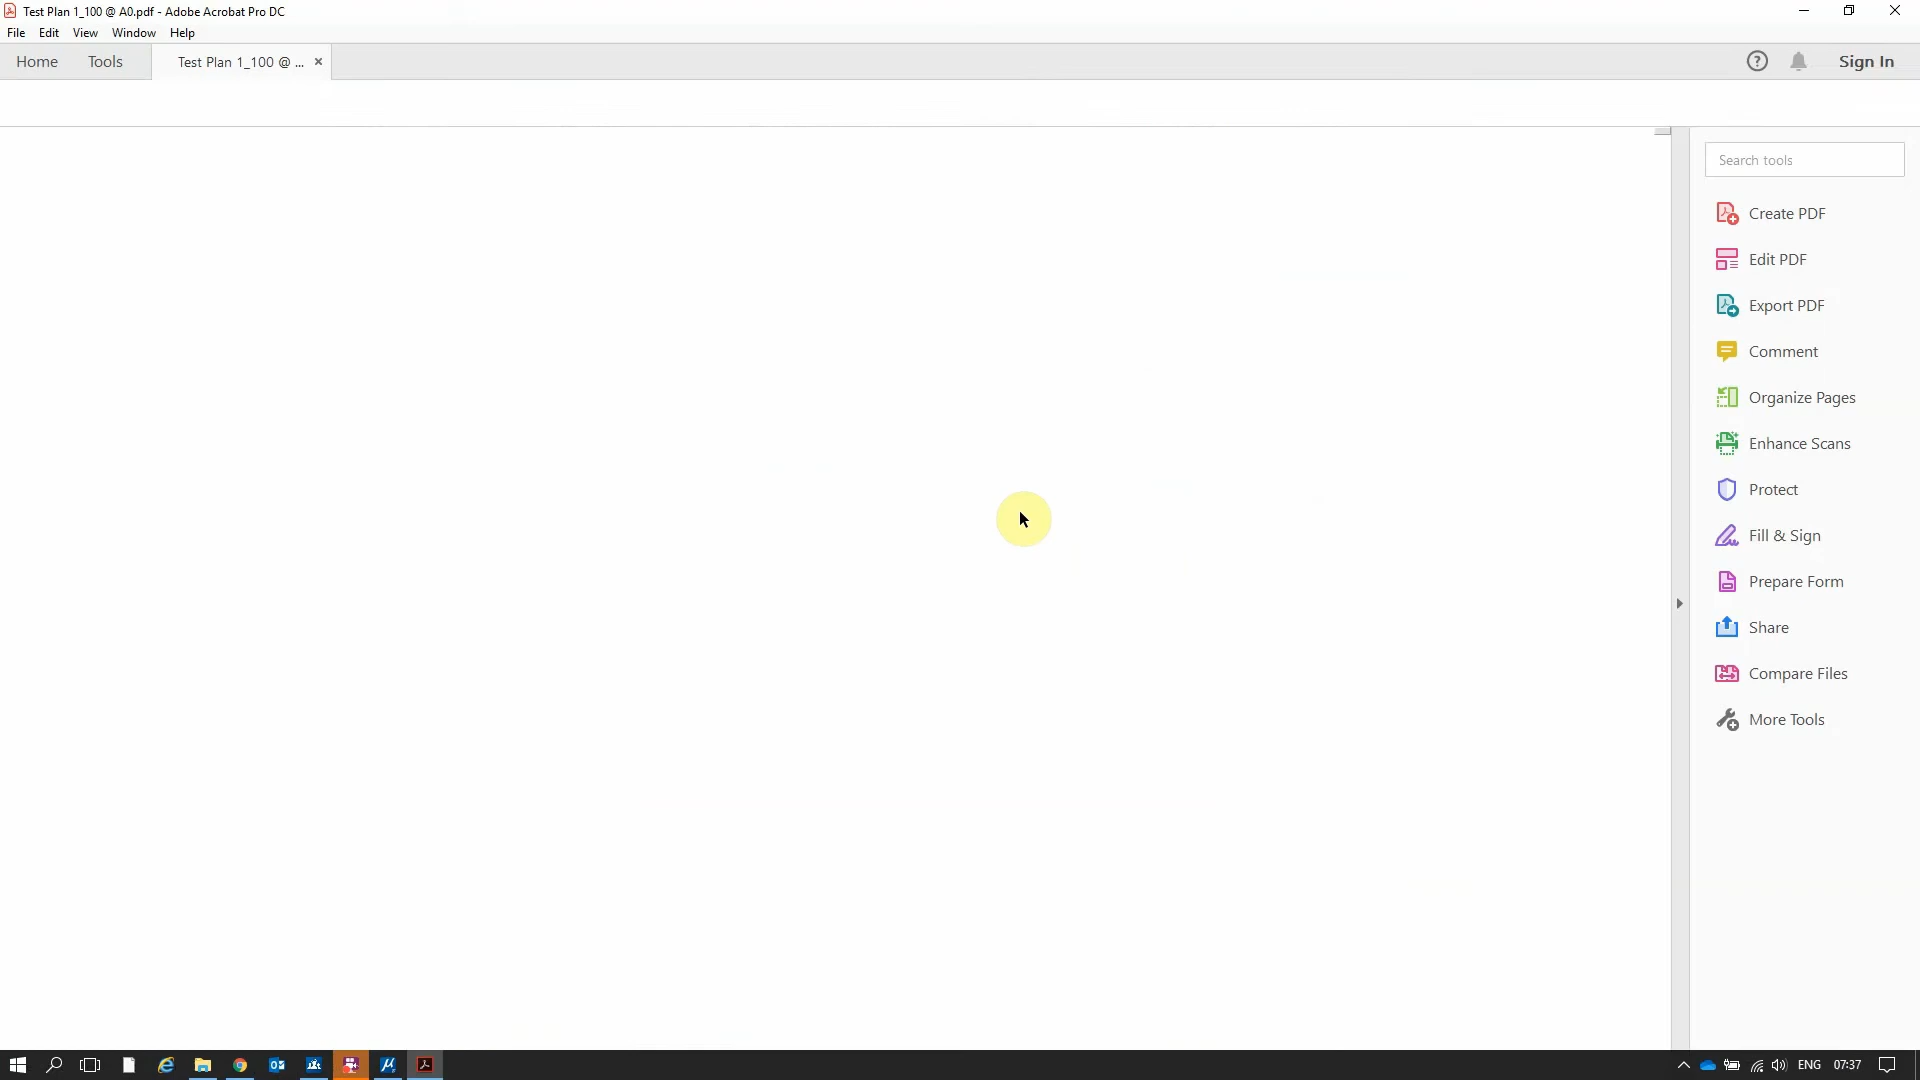 Test Plan 1_100 @ A0.pdf - Adobe Acrobat Pro DC
File Edit View Window Help
Home Tools Test Plan 1_100 @ ... Sign In
Search tools
Create PDF
Edit PDF
Export PDF
Comment
Organize Pages
Enhance Scans
Protect
Fill & Sign
Prepare Form
Share
Compare Files
More Tools
ENG 07:37